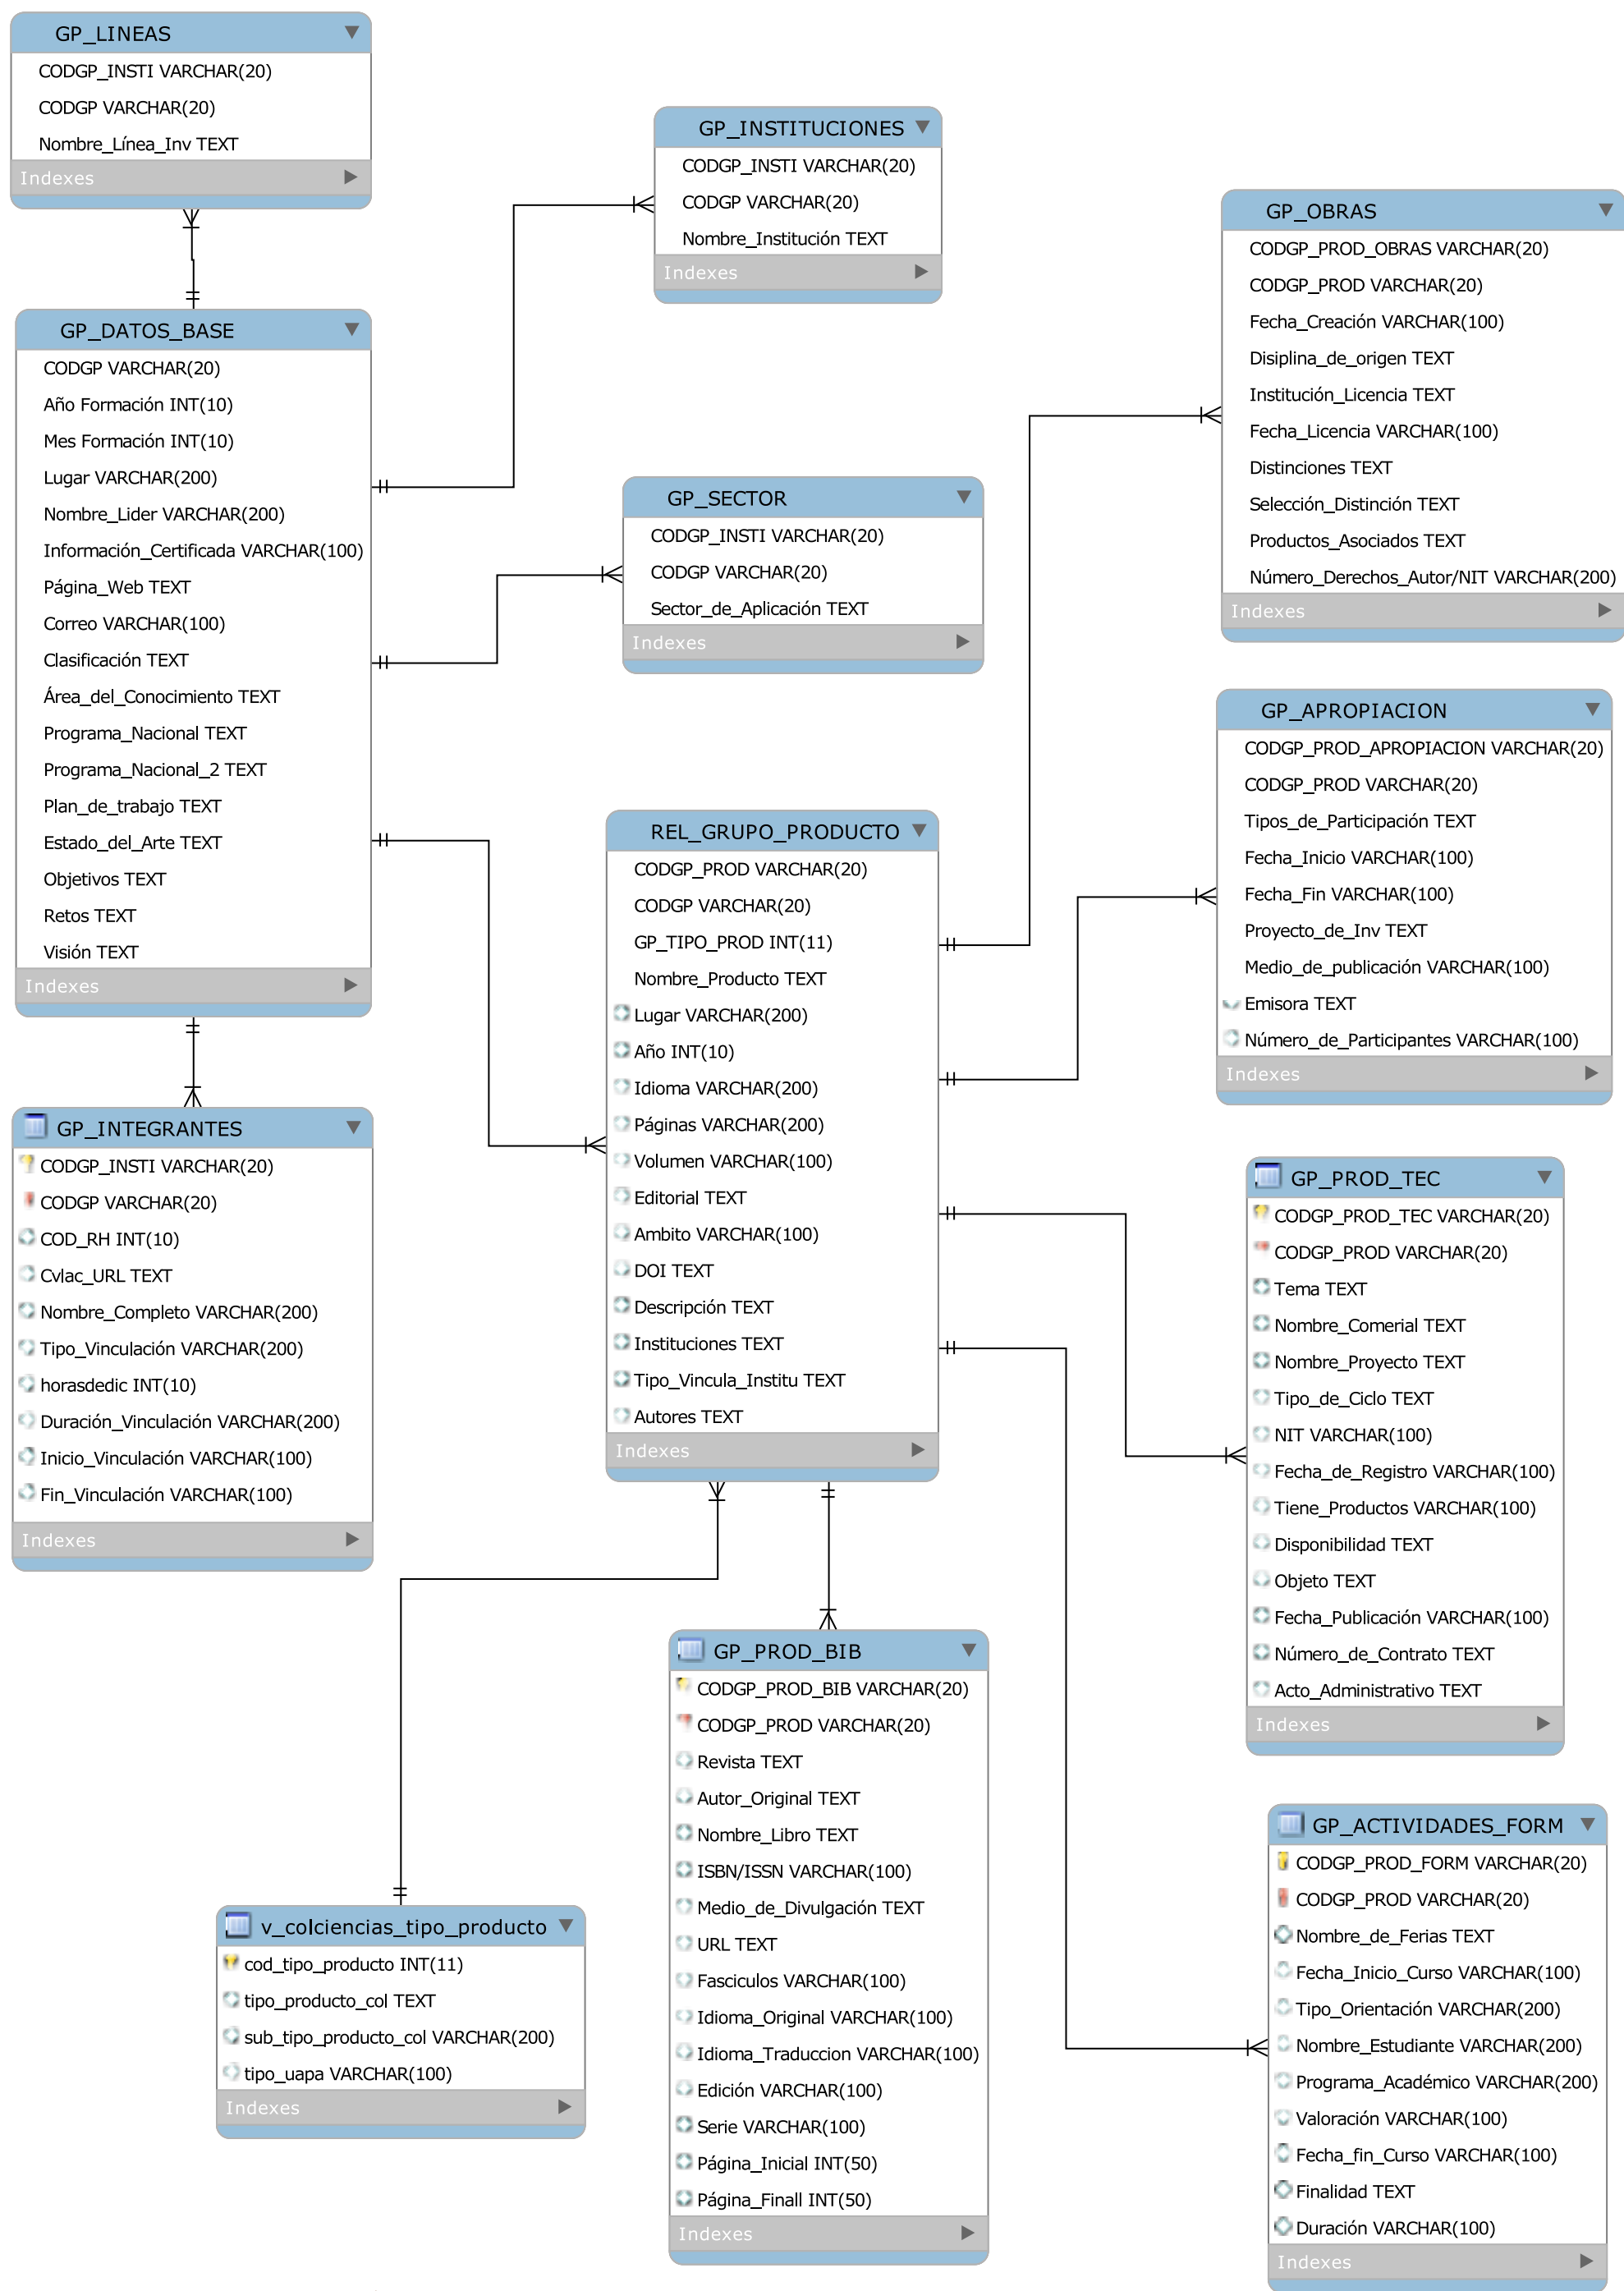 GP_LINEAS
CODGP_INSTI VARCHAR(20)
CODGP VARCHAR(20)
Nombre_Línea_Inv TEXT
Indexes
GP_INSTITUCIONES
CODGP_INSTI VARCHAR(20)
CODGP VARCHAR(20)
Nombre_Institución TEXT
Indexes
GP_OBRAS
CODGP_PROD_OBRAS VARCHAR(20)
CODGP_PROD VARCHAR(20)
Fecha_Creación VARCHAR(100)
Disiplina_de_origen TEXT
Institución_Licencia TEXT
Fecha_Licencia VARCHAR(100)
Distinciones TEXT
Selección_Distinción TEXT
Productos_Asociados TEXT
Número_Derechos_Autor/NIT VARCHAR(200)
Indexes
GP_DATOS_BASE
CODGP VARCHAR(20)
Año Formación INT(10)
Mes Formación INT(10)
Lugar VARCHAR(200)
Nombre_Lider VARCHAR(200)
Información_Certificada VARCHAR(100)
Página_Web TEXT
Correo VARCHAR(100)
Clasificación TEXT
Área_del_Conocimiento TEXT
Programa_Nacional TEXT
Programa_Nacional_2 TEXT
Plan_de_trabajo TEXT
Estado_del_Arte TEXT
Objetivos TEXT
Retos TEXT
Visión TEXT
Indexes
GP_SECTOR
CODGP_INSTI VARCHAR(20)
CODGP VARCHAR(20)
Sector_de_Aplicación TEXT
Indexes
GP_APROPIACION
CODGP_PROD_APROPIACION VARCHAR(20)
CODGP_PROD VARCHAR(20)
Tipos_de_Participación TEXT
Fecha_Inicio VARCHAR(100)
Fecha_Fin VARCHAR(100)
Proyecto_de_Inv TEXT
Medio_de_publicación VARCHAR(100)
Emisora TEXT
Número_de_Participantes VARCHAR(100)
Indexes
REL_GRUPO_PRODUCTO
CODGP_PROD VARCHAR(20)
CODGP VARCHAR(20)
GP_TIPO_PROD INT(11)
Nombre_Producto TEXT
Lugar VARCHAR(200)
Año INT(10)
Idioma VARCHAR(200)
Páginas VARCHAR(200)
Volumen VARCHAR(100)
Editorial TEXT
Ambito VARCHAR(100)
DOI TEXT
Descripción TEXT
Instituciones TEXT
Tipo_Vincula_Institu TEXT
Autores TEXT
Indexes
GP_INTEGRANTES
CODGP_INSTI VARCHAR(20)
CODGP VARCHAR(20)
COD_RH INT(10)
Cvlac_URL TEXT
Nombre_Completo VARCHAR(200)
Tipo_Vinculación VARCHAR(200)
horasdedic INT(10)
Duración_Vinculación VARCHAR(200)
Inicio_Vinculación VARCHAR(100)
Fin_Vinculación VARCHAR(100)
Indexes
GP_PROD_TEC
CODGP_PROD_TEC VARCHAR(20)
CODGP_PROD VARCHAR(20)
Tema TEXT
Nombre_Comerial TEXT
Nombre_Proyecto TEXT
Tipo_de_Ciclo TEXT
NIT VARCHAR(100)
Fecha_de_Registro VARCHAR(100)
Tiene_Productos VARCHAR(100)
Disponibilidad TEXT
Objeto TEXT
Fecha_Publicación VARCHAR(100)
Número_de_Contrato TEXT
Acto_Administrativo TEXT
Indexes
GP_PROD_BIB
CODGP_PROD_BIB VARCHAR(20)
CODGP_PROD VARCHAR(20)
Revista TEXT
Autor_Original TEXT
Nombre_Libro TEXT
ISBN/ISSN VARCHAR(100)
Medio_de_Divulgación TEXT
URL TEXT
Fasciculos VARCHAR(100)
Idioma_Original VARCHAR(100)
Idioma_Traduccion VARCHAR(100)
Edición VARCHAR(100)
Serie VARCHAR(100)
Página_Inicial INT(50)
Página_Finall INT(50)
Indexes
v_colciencias_tipo_producto
cod_tipo_producto INT(11)
tipo_producto_col TEXT
sub_tipo_producto_col VARCHAR(200)
tipo_uapa VARCHAR(100)
Indexes
GP_ACTIVIDADES_FORM
CODGP_PROD_FORM VARCHAR(20)
CODGP_PROD VARCHAR(20)
Nombre_de_Ferias TEXT
Fecha_Inicio_Curso VARCHAR(100)
Tipo_Orientación VARCHAR(200)
Nombre_Estudiante VARCHAR(200)
Programa_Académico VARCHAR(200)
Valoración VARCHAR(100)
Fecha_fin_Curso VARCHAR(100)
Finalidad TEXT
Duración VARCHAR(100)
Indexes